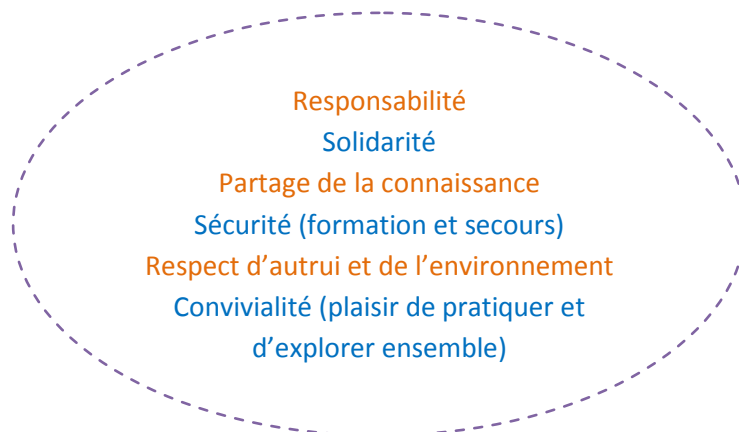 Responsabilité
Solidarité
Partage de la connaissance
Sécurité (formation et secours)
Respect d’autrui et de l’environnement
Convivialité (plaisir de pratiquer et
d’explorer ensemble)